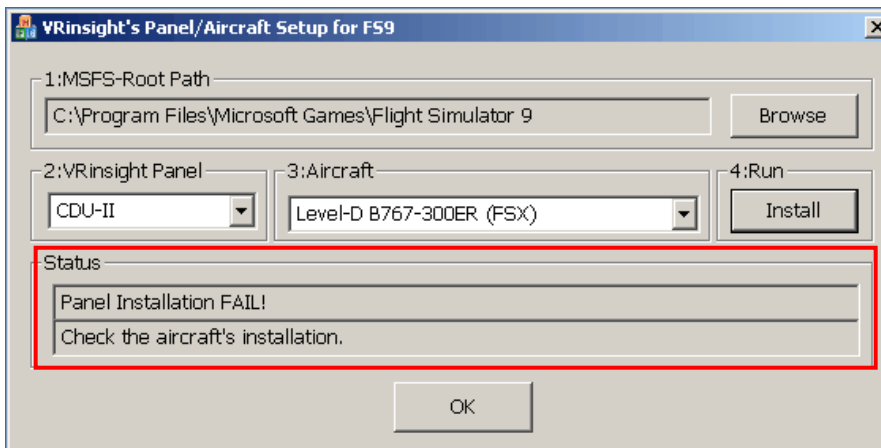 VRinsight's Panel/Aircraft Setup for FS9
1:MSFS-Root Path
C:\Program Files\Microsoft Games\Flight Simulator 9
Browse
2:VRinsight Panel
3:Aircraft
4:Run
CDU-II
Level-D B767-300ER (FSX)
Install
Status
Panel Installation FAIL!
Check the aircraft's installation.
OK